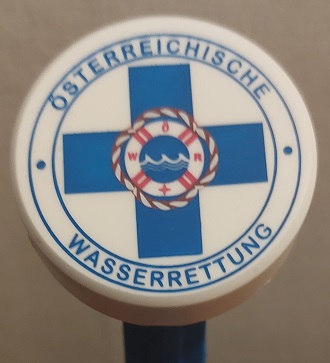 ÖSTERREICHISCHE
Ö
W R
WASSERRETTUNG